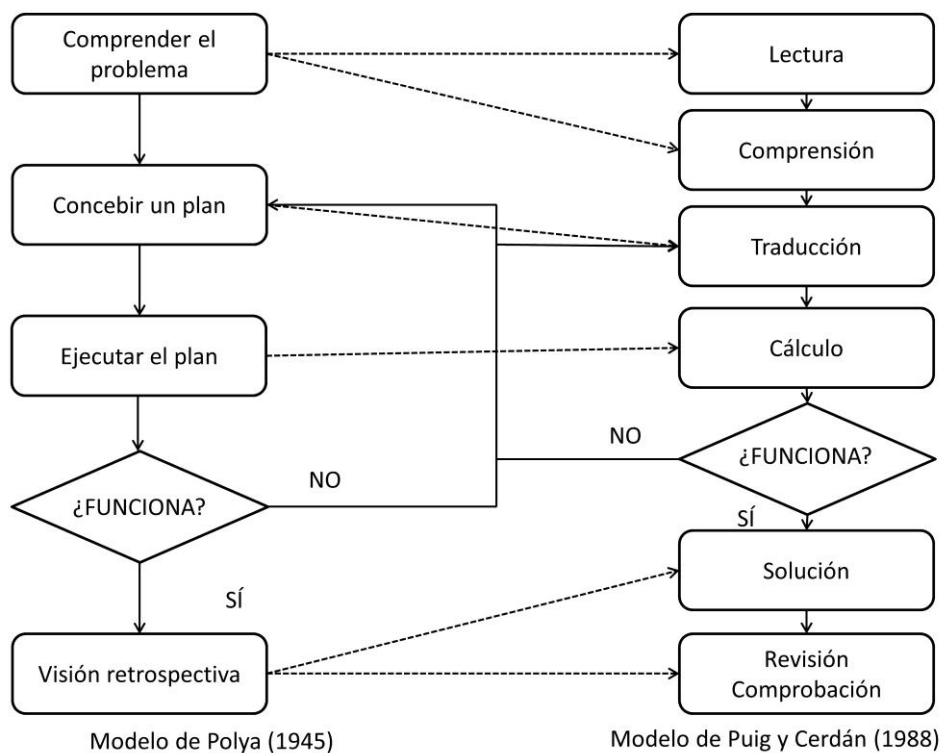 Comprender el
problema
Concebir un plan
Ejecutar el plan
¿FUNCIONA?
NO
SÍ
Visión retrospectiva
Modelo de Polya (1945)
Lectura
Comprensión
Traducción
Cálculo
NO
¿FUNCIONA?
SÍ
Solución
Revisión
Comprobación
Modelo de Puig y Cerdán (1988)